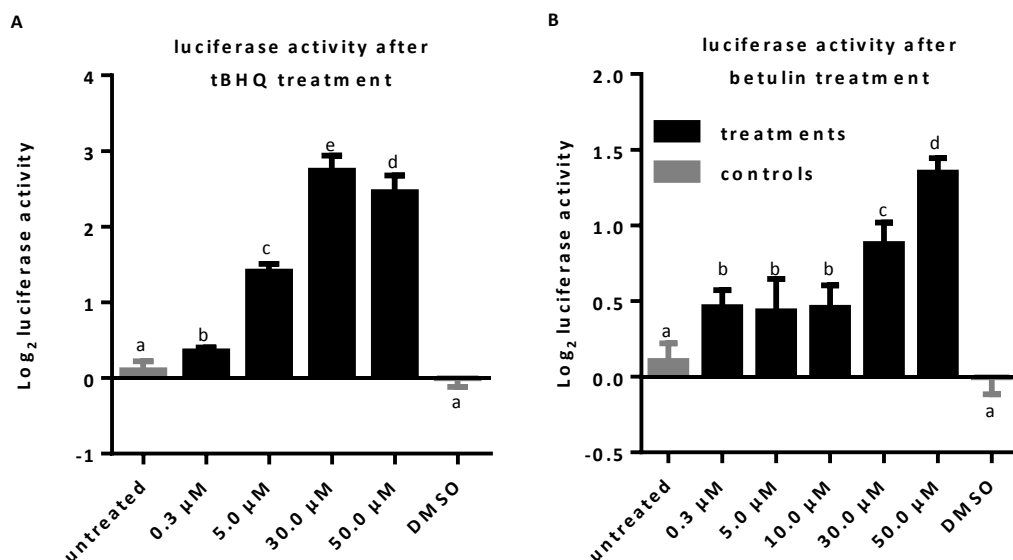 A
luciferase activity after
tBHQ treatment
Log2 luciferase activity
4
3
2
1
0
-1
a
b
c
e
d
a
untreated
0.3 µM
5.0 µM
30.0 µM
50.0 µM
DMSO
B
luciferase activity after
betulin treatment
treatments
controls
Log2 luciferase activity
2.0
1.5
1.0
0.5
0.0
-0.5
a
b
b
b
c
d
a
untreated
0.3 µM
5.0 µM
10.0 µM
30.0 µM
50.0 µM
DMSO